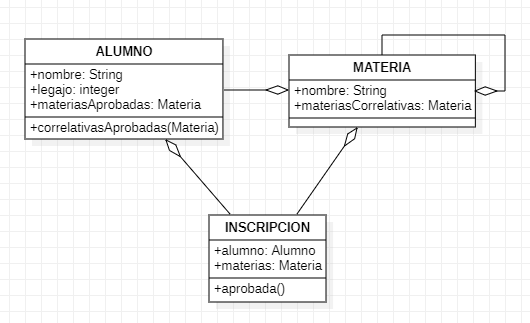 ALUMNO
+nombre: String
+legajo: integer
+materiasAprobadas: Materia
+correlativasAprobadas(Materia)
MATERIA
+nombre: String
+materiasCorrelativas: Materia
INSCRIPCION
+alumno: Alumno
+materias: Materia
+aprobada()